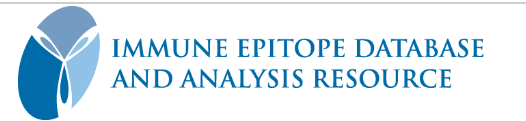 IMMUNE EPITOPE DATABASE
AND ANALYSIS RESOURCE